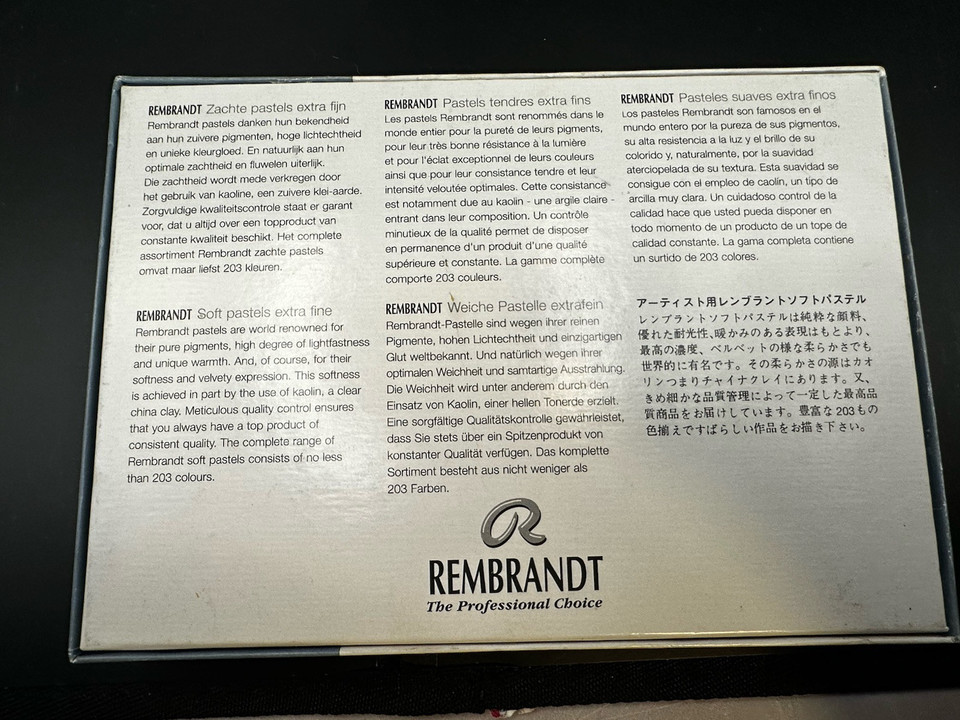 REMBRANDT Zachte pastels extra fijn
Rembrandt pastels danken hun bekendheid
aan hun zuivere pigmenten, hoge lichtechtheid
en unieke kleurgloed. En natuurlijk aan hun
optimale zachtheid en fluwelen uiterlijk.
Die zachtheid wordt mede verkregen door
het gebruik van kaoline, een zuivere klei-aarde.
Zorgvuldige kwaliteitscontrole staat er garant
voor, dat u altijd over een topproduct van
constante kwaliteit beschikt. Het complete
assortiment Rembrandt zachte pastels
omvat maar liefst 203 kleuren.
REMBRANDT Pastels tendres extra fins
Les pastels Rembrandt sont renommés dans le
monde entier pour la pureté de leurs pigments,
pour leur très bonne résistance à la lumière
et pour l'éclat exceptionnel de leurs couleurs
ainsi que pour leur consistance tendre et leur
intensité veloutée optimales. Cette consistance
est notamment due au kaolin - une argile claire -
entrant dans leur composition. Un contrôle
minutieux de la qualité permet de disposer
en permanence d'un produit d'une qualité
supérieure et constante. La gamme complète
comporte 203 couleurs.
REMBRANDT Pasteles suaves extra finos
Los pasteles Rembrandt son famosos en el
mundo entero por la pureza de sus pigmentos,
su alta resistencia a la luz y el brillo de su
colorido y, naturalmente, por la suavidad
aterciopelada de su textura. Esta suavidad se
consigue con el empleo de caolín, un tipo de
arcilla muy clara. Un cuidadoso control de la
calidad hace que usted pueda disponer en
todo momento de un producto de un tope de
calidad constante. La gama completa contiene
un surtido de 203 colores.
REMBRANDT Soft pastels extra fine
Rembrandt pastels are world renowned for
their pure pigments, high degree of lightfastness
and unique warmth. And, of course, for their
softness and velvety expression. This softness
is achieved in part by the use of kaolin, a clear
china clay. Meticulous quality control ensures
that you always have a top product of
consistent quality. The complete range of
Rembrandt soft pastels consists of no less
than 203 colours.
REMBRANDT Weiche Pastelle extrafein
Rembrandt-Pastelle sind wegen ihrer reinen
Pigmente, hohen Lichtechtheit und einzigartigen
Glut weltbekannt. Und natürlich wegen ihrer
optimalen Weichheit und samtartige Ausstrahlung.
Die Weichheit wird unter anderem durch den
Einsatz von Kaolin, einer hellen Tonerde erzielt.
Eine sorgfältige Qualitätskontrolle gewährleistet,
dass Sie stets über ein Spitzenprodukt von
konstanter Qualität verfügen. Das komplette
Sortiment besteht aus nicht weniger als
203 Farben.
アーティスト用レンブラントソフトパステル
レンブラントソフトパステルは純粋な顔料、
優れた耐光性、暖かみのある表現はもとより、
最高の濃度、ベルベットの様な柔らかさでも
世界的に有名です。その柔らかさの源はカオ
リンつまりチャイナクレイにあります。又、
きめ細かな品質管理によって一定した最高品
質商品をお届けしています。豊富な203もの
色揃えですばらしい作品をお描き下さい。
REMBRANDT
The Professional Choice